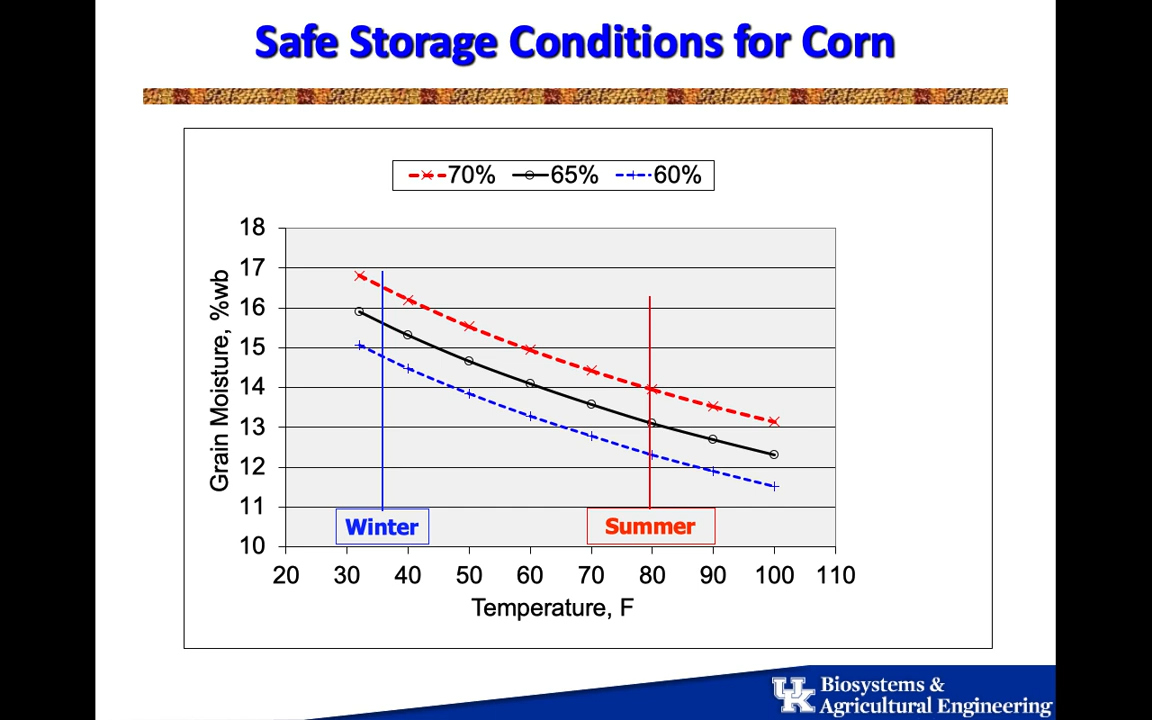 Safe Storage Conditions for Corn
70% 65% 60%
18
17
16
15
14
13
12
11
10
Grain Moisture, %wb
Winter
Summer
20 30 40 50 60 70 80 90 100 110
Temperature, F
UK
Biosystems &
Agricultural Engineering